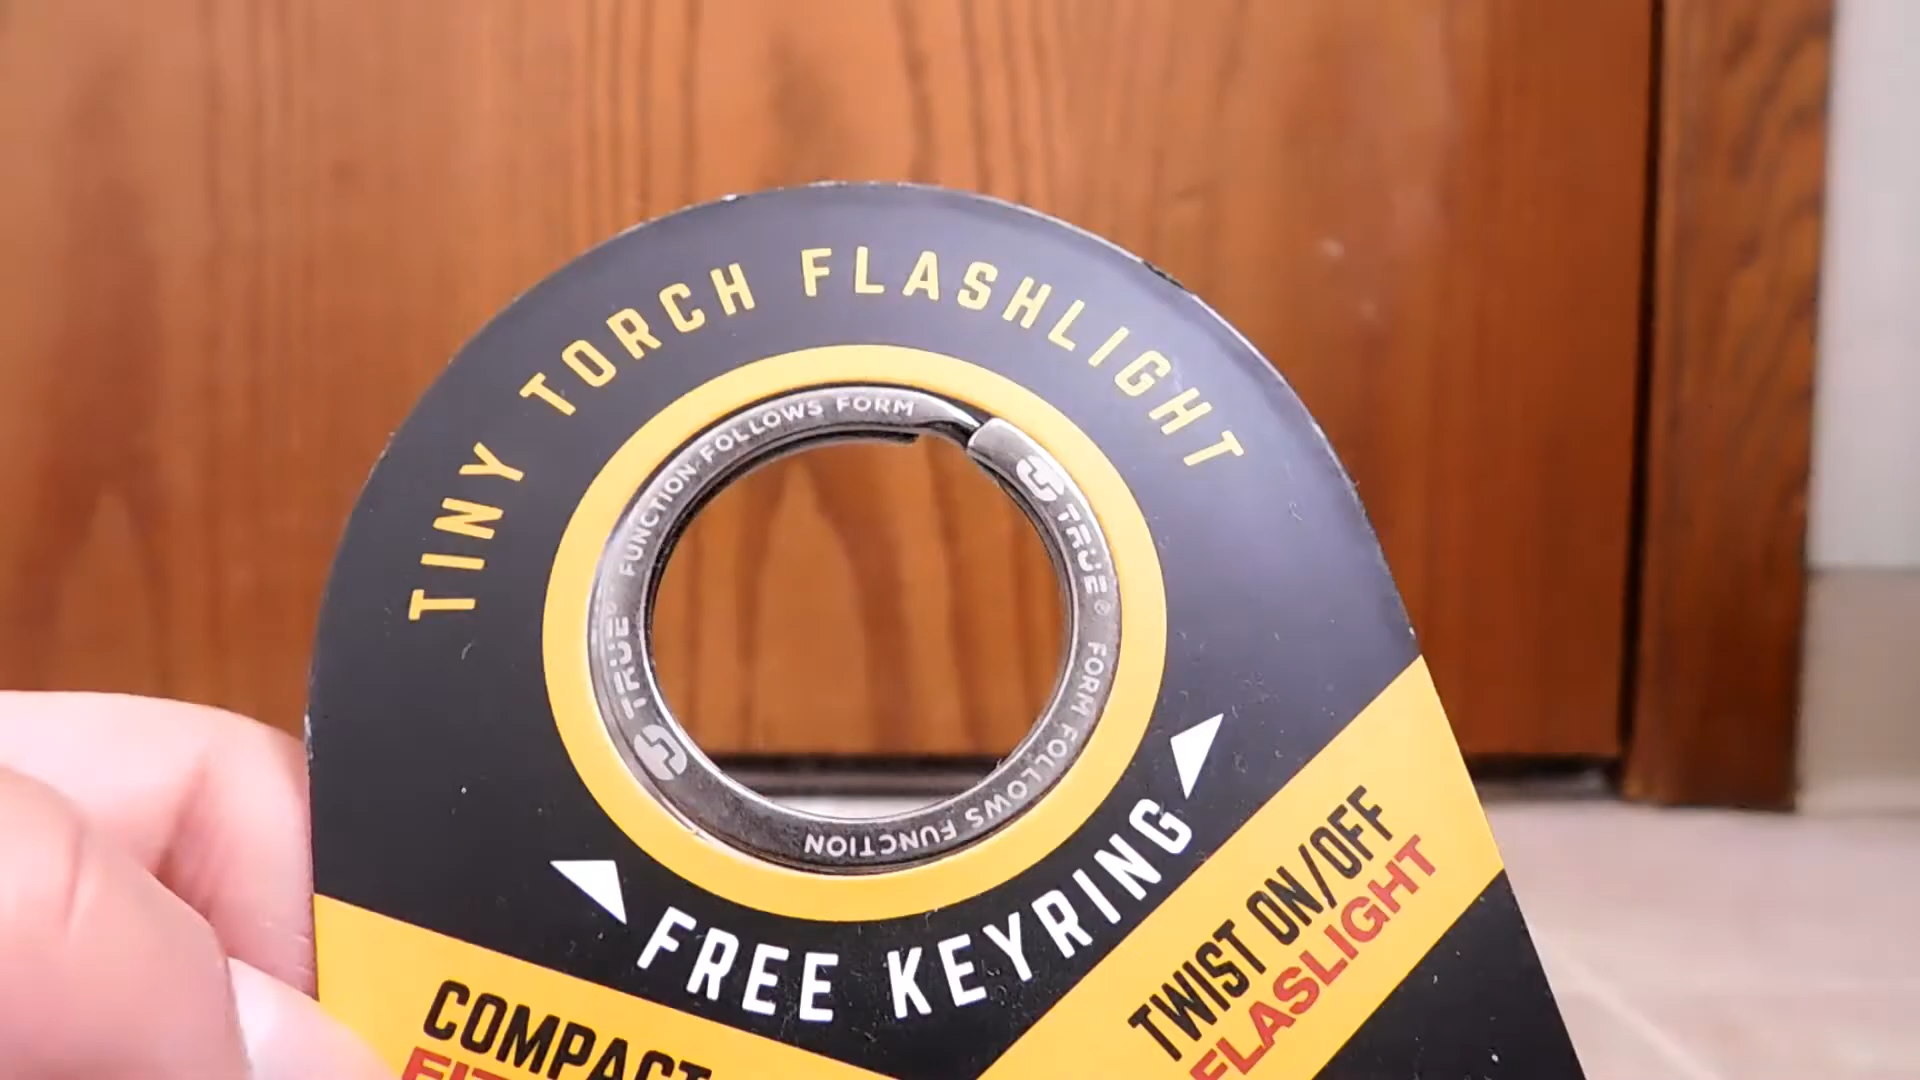 TINY TORCH FLASHLIGHT
FUNCTION FOLLOWS FORM
TRUE®
FORM FOLLOWS FUNCTION
TRUE®
FREE KEYRING
TWIST ON/OFF
FLASLIGHT
COMPACT